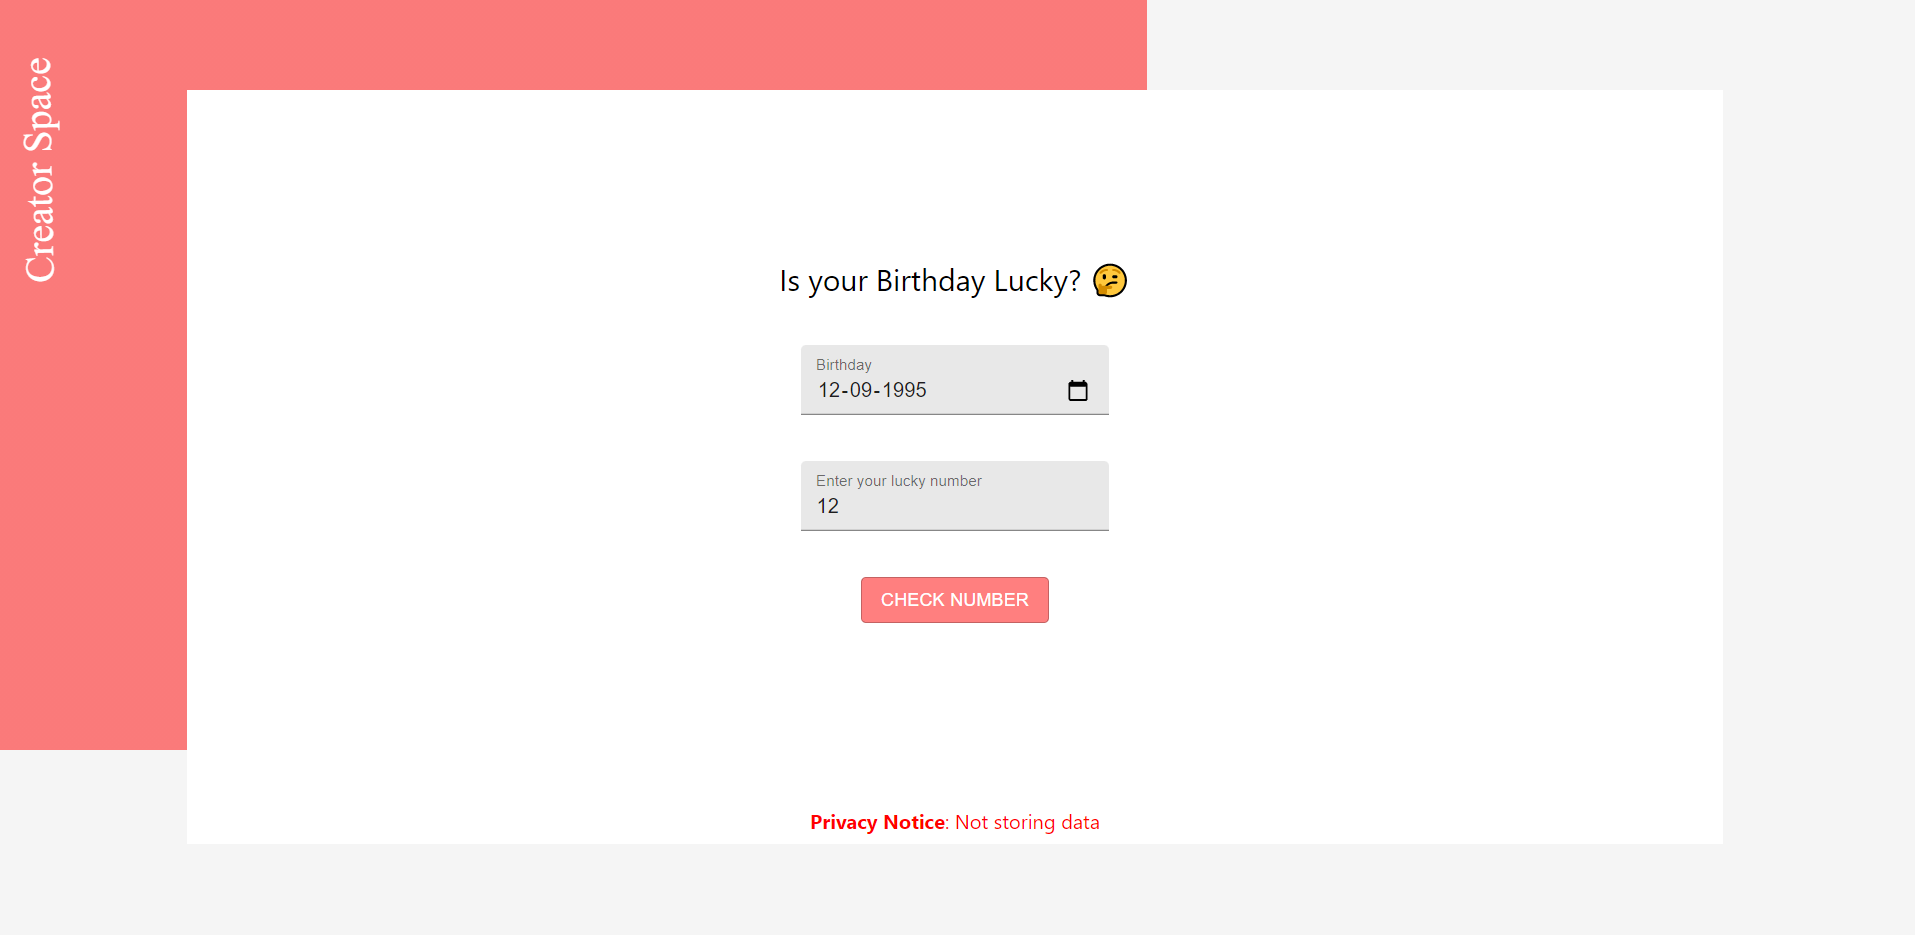 Creator Space
Is your Birthday Lucky? 🤔
Birthday
12-09-1995
Enter your lucky number
12
CHECK NUMBER
Privacy Notice: Not storing data